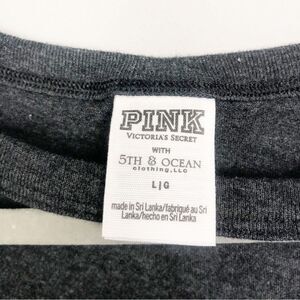 PINK
VICTORIA'S SECRET
WITH
5TH & OCEAN
clothing, LLC
L|G
made in Sri Lanka/fabriqué au Sri
Lanka/hecho en Sri Lanka